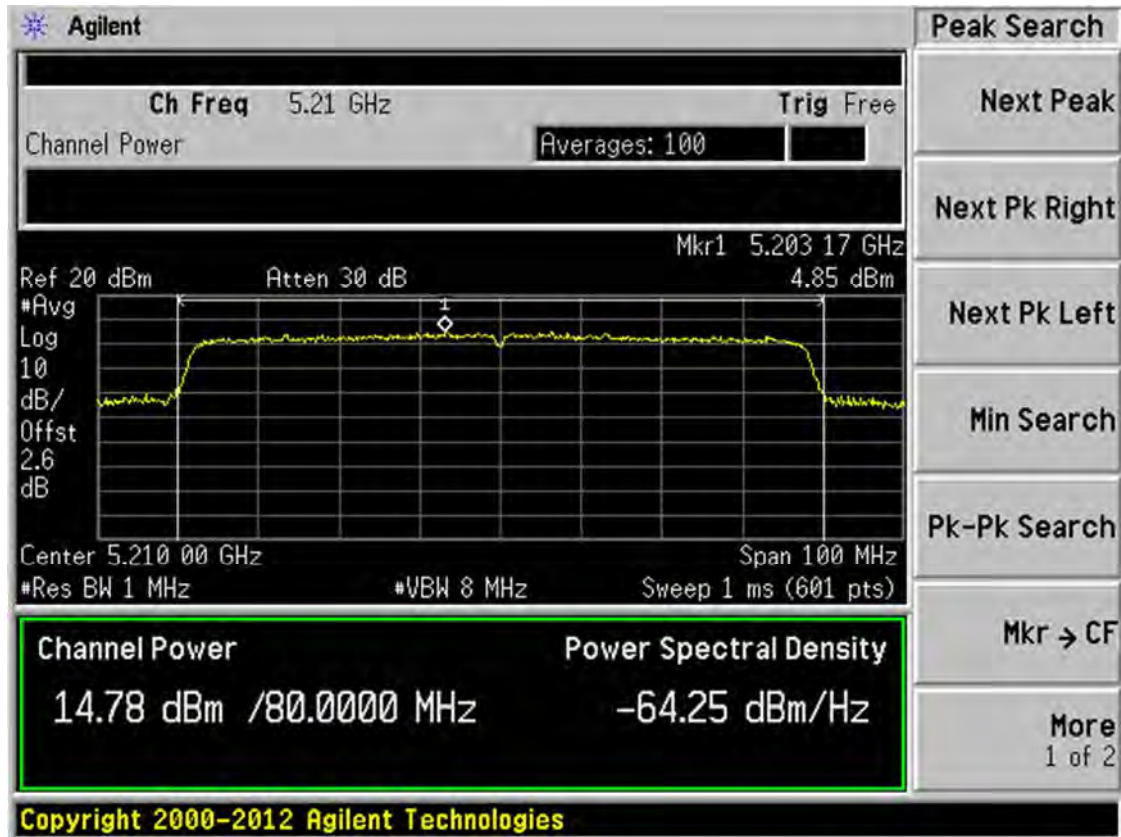 Agilent
Peak Search
Ch Freq 5.21 GHz
Trig Free
Channel Power
Averages: 100
Mkr1 5.203 17 GHz
Ref 20 dBm Atten 30 dB 4.85 dBm
#Avg
Log
10
dB/
Offst
2.6
dB
1
Center 5.210 00 GHz Span 100 MHz
#Res BW 1 MHz #VBW 8 MHz Sweep 1 ms (601 pts)
Channel Power
Power Spectral Density
14.78 dBm /80.0000 MHz
-64.25 dBm/Hz
Next Peak
Next Pk Right
Next Pk Left
Min Search
Pk-Pk Search
Mkr → CF
More
1 of 2
Copyright 2000-2012 Agilent Technologies